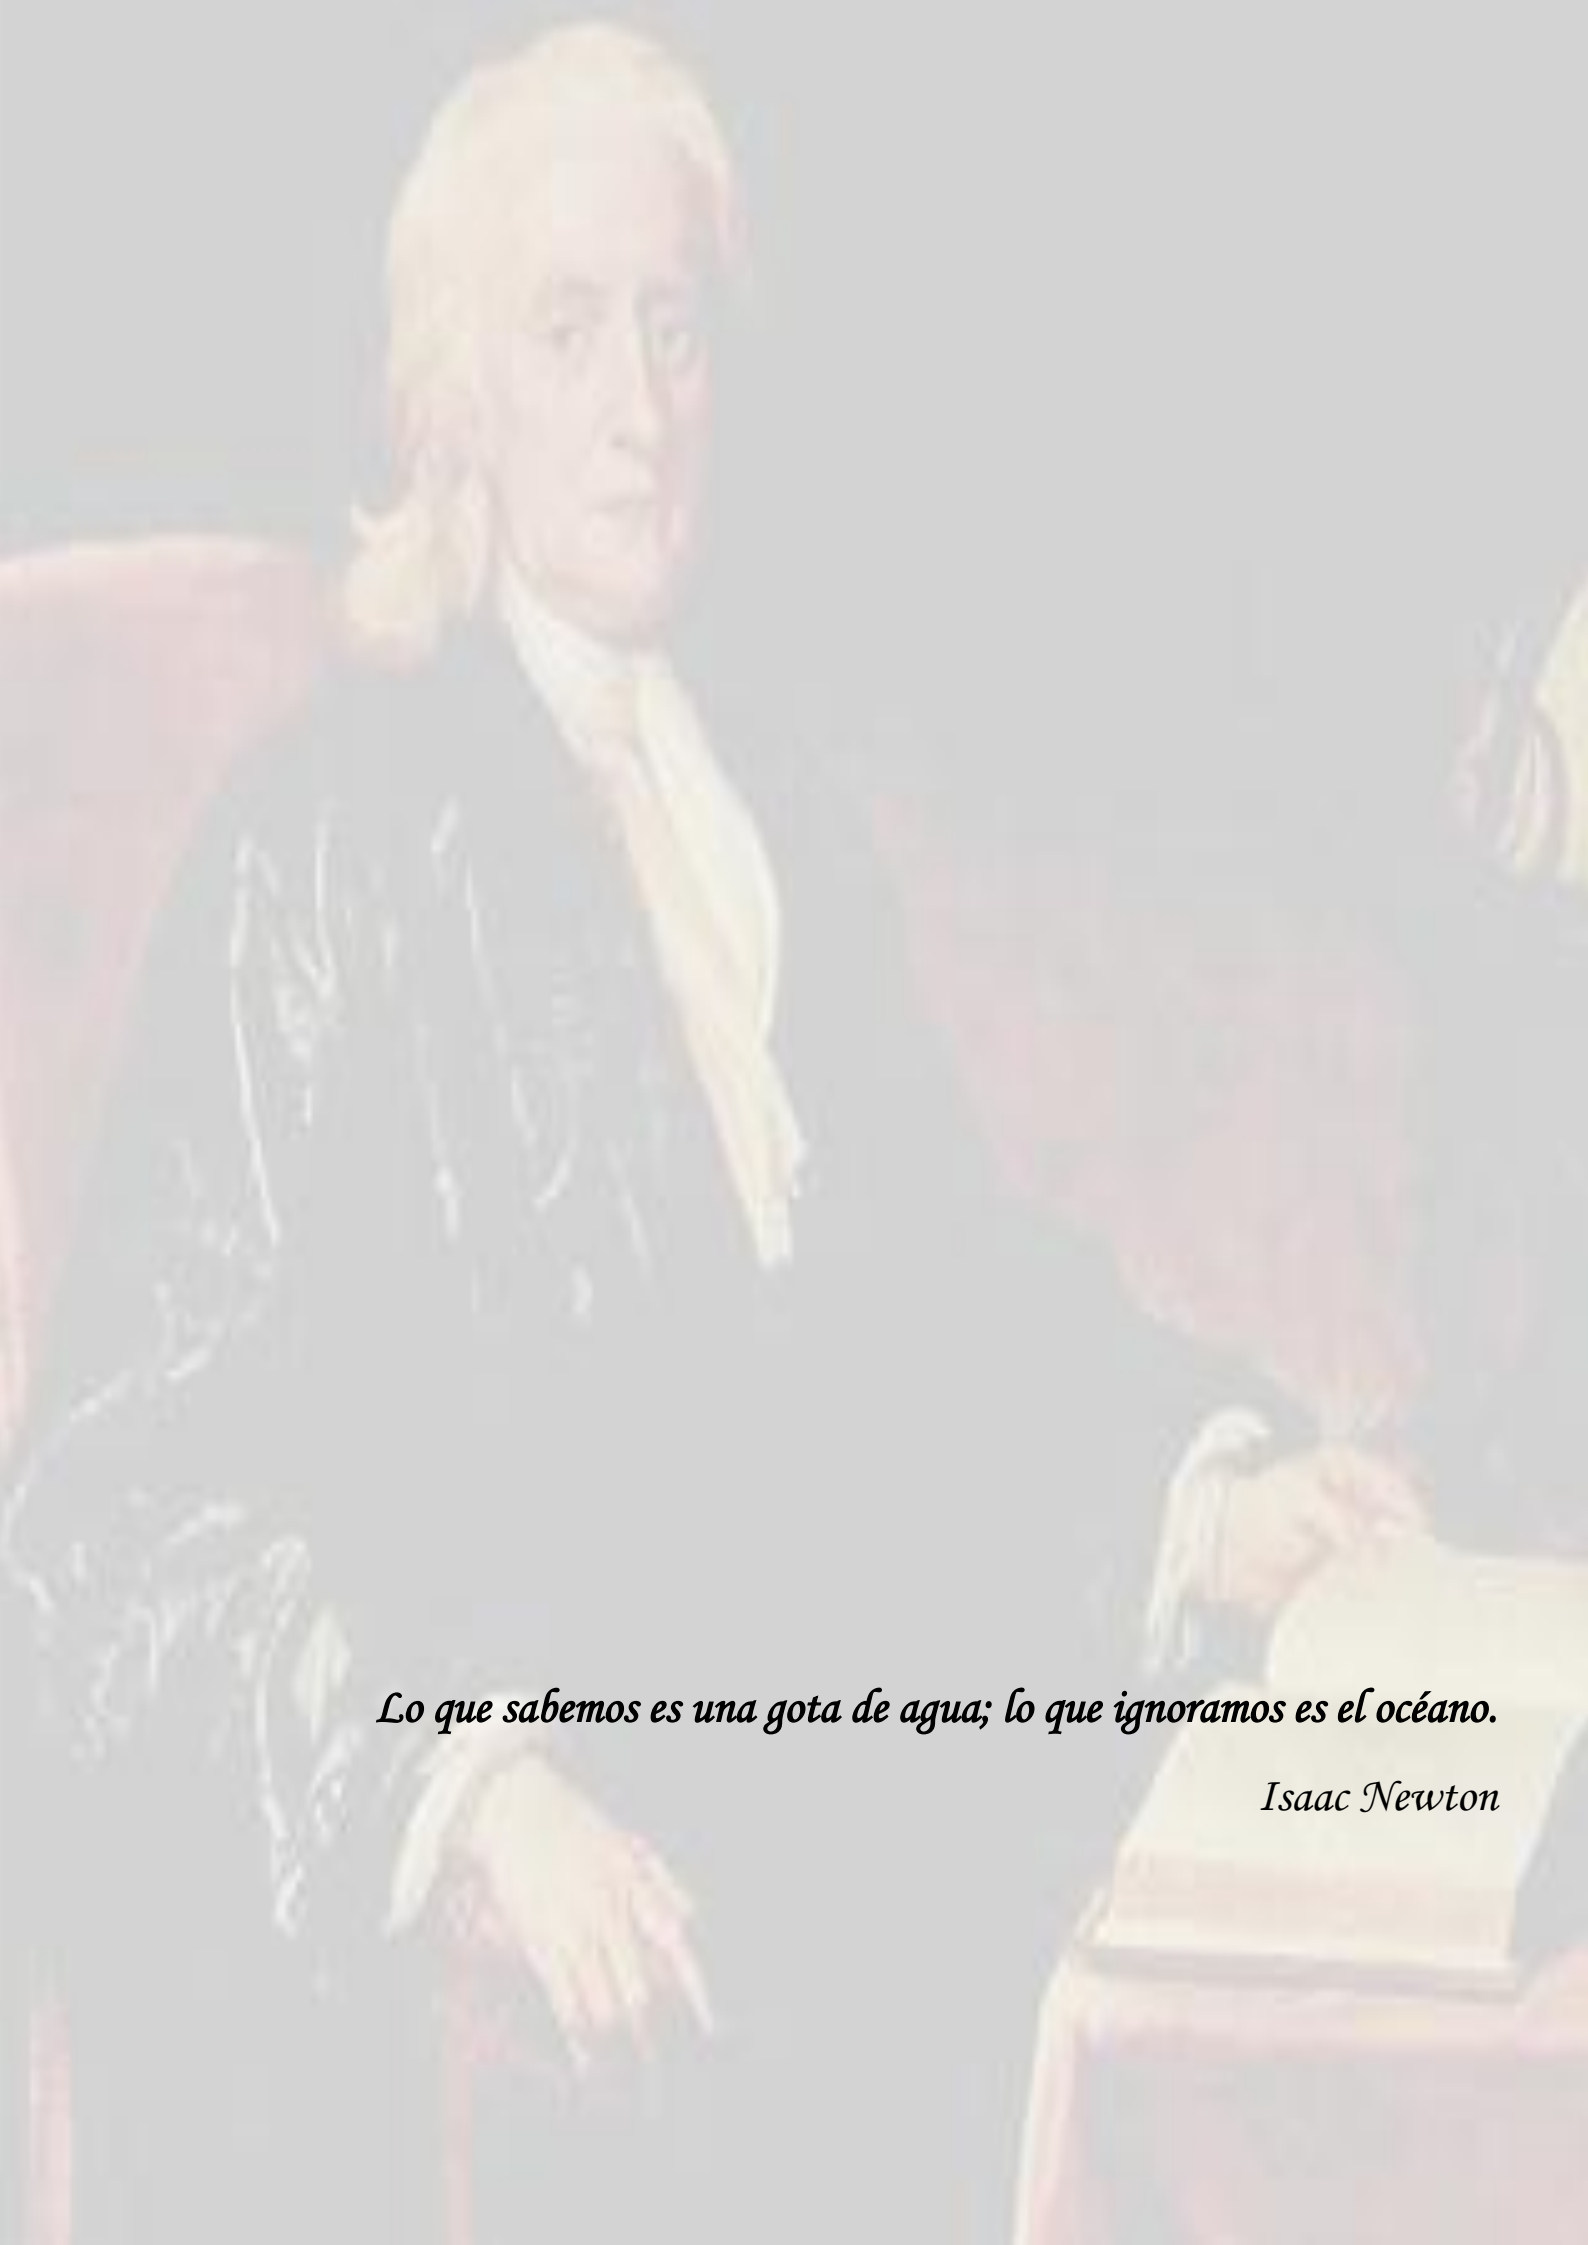 Lo que sabemos es una gota de agua; lo que ignoramos es el océano.
Isaac Newton